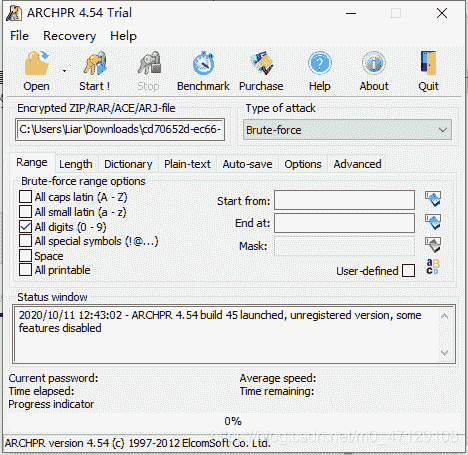 ARCHPR 4.54 Trial
File Recovery Help
Open Start ! Stop Benchmark Purchase Help About Quit
Encrypted ZIP/RAR/ACE/ARJ-file
Type of attack
C:\Users\Liar\Downloads\cd70652d-ec66-
Brute-force
Range Length Dictionary Plain-text Auto-save Options Advanced
Brute-force range options
All caps latin (A - Z)
All small latin (a - z)
All digits (0 - 9)
All special symbols (!@...)
Space
All printable
Start from:
End at:
Mask:
User-defined
Status window
2020/10/11 12:43:02 - ARCHPR 4.54 build 45 launched, unregistered version, some
features disabled
Current password:
Average speed:
Time elapsed:
Time remaining:
Progress indicator
0%
https://blog.csdn.net/m0_47129103
ARCHPR version 4.54 (c) 1997-2012 ElcomSoft Co. Ltd.